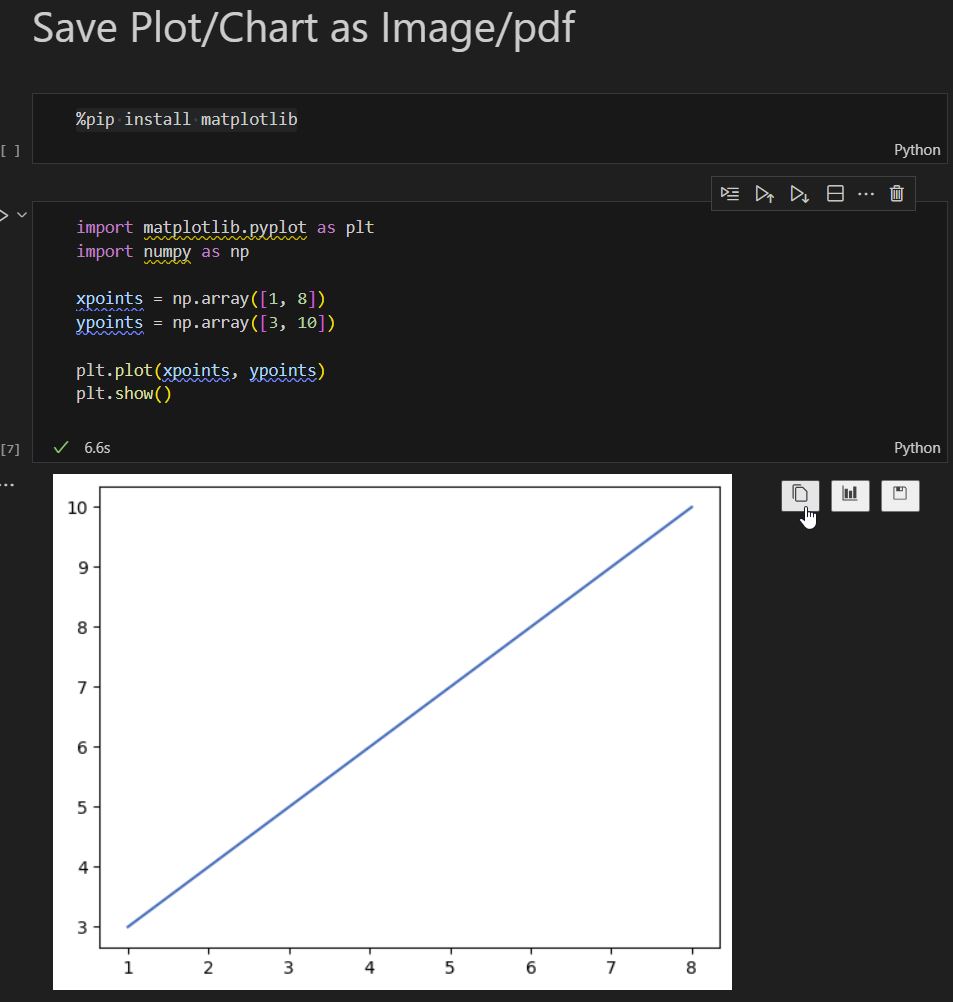 Save Plot/Chart as Image/pdf
%pip install matplotlib
[ ]
Python
import matplotlib.pyplot as plt
import numpy as np
xpoints = np.array([1, 8])
ypoints = np.array([3, 10])
plt.plot(xpoints, ypoints)
plt.show()
[7]
6.6s
Python
10
9
8
7
6
5
4
3
1 2 3 4 5 6 7 8